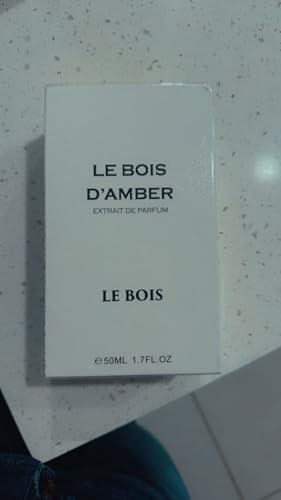 LE BOIS
D'AMBER
EXTRAIT DE PARFUM
LE BOIS
℮50ML 1.7FL.OZ